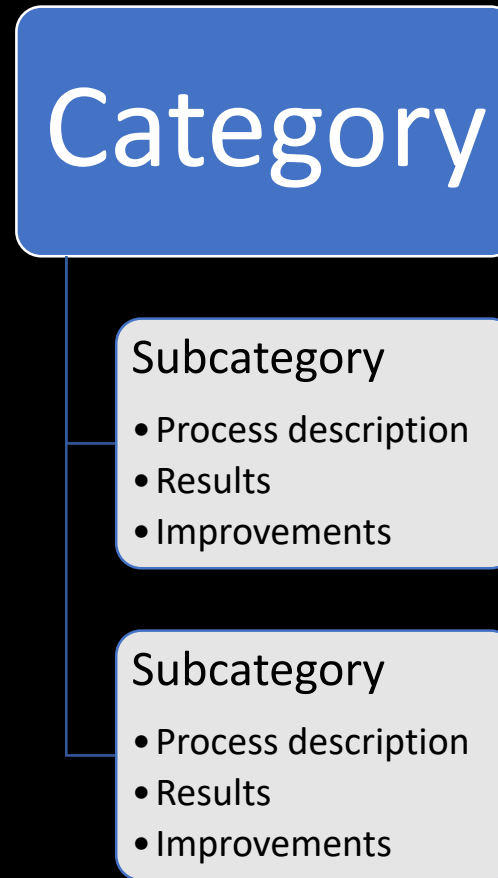 Category
Subcategory
•Process description
•Results
•Improvements
Subcategory
•Process description
•Results
•Improvements